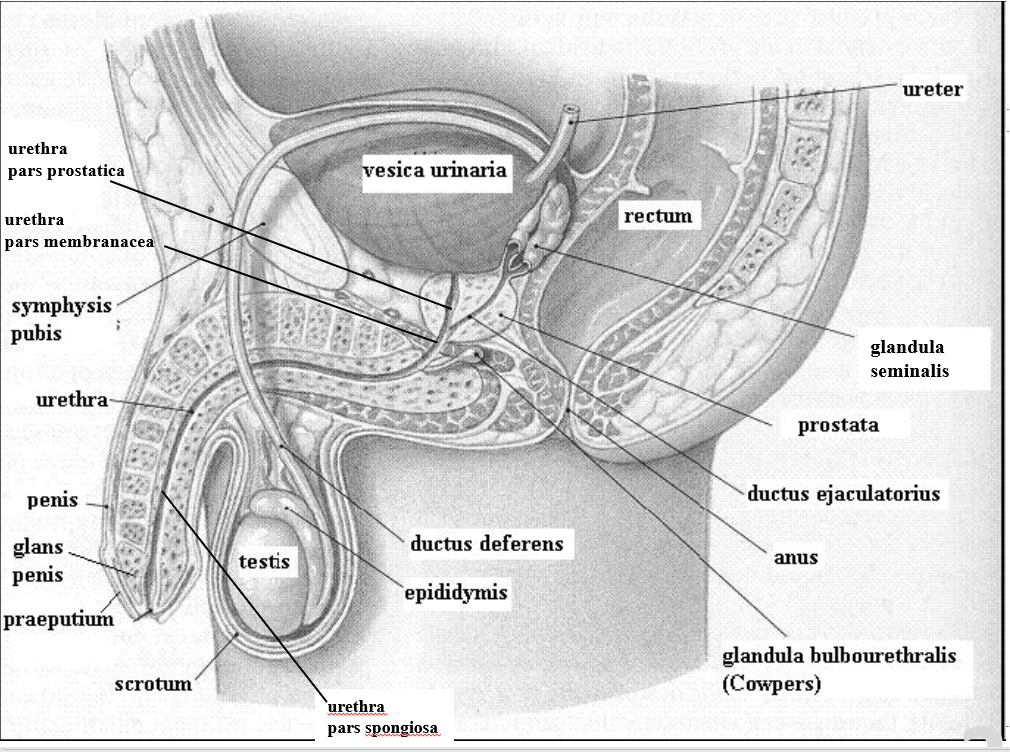 ureter
urethra
pars prostatica
vesica urinaria
rectum
urethra
pars membranacea
symphysis
pubis
glandula
seminalis
urethra
prostata
penis
ductus ejaculatorius
glans
penis
ductus deferens
anus
testis
epididymis
praeputium
glandula bulbourethralis
(Cowpers)
scrotum
urethra
pars spongiosa